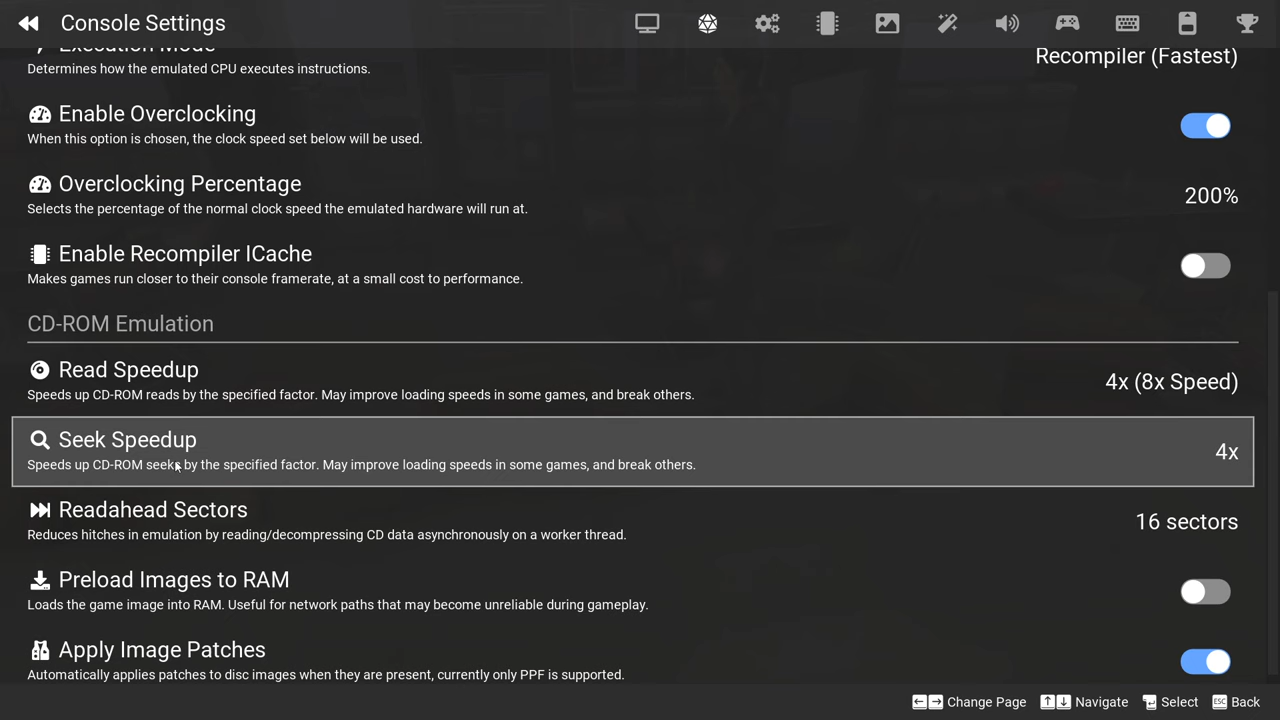 Console Settings
Execution Mode
Recompiler (Fastest)
Determines how the emulated CPU executes instructions.
Enable Overclocking
When this option is chosen, the clock speed set below will be used.
Overclocking Percentage
200%
Selects the percentage of the normal clock speed the emulated hardware will run at.
Enable Recompiler ICache
Makes games run closer to their console framerate, at a small cost to performance.
CD-ROM Emulation
Read Speedup
4x (8x Speed)
Speeds up CD-ROM reads by the specified factor. May improve loading speeds in some games, and break others.
Seek Speedup
4x
Speeds up CD-ROM seeks by the specified factor. May improve loading speeds in some games, and break others.
Readahead Sectors
16 sectors
Reduces hitches in emulation by reading/decompressing CD data asynchronously on a worker thread.
Preload Images to RAM
Loads the game image into RAM. Useful for network paths that may become unreliable during gameplay.
Apply Image Patches
Automatically applies patches to disc images when they are present, currently only PPF is supported.
Change Page Navigate Select ESC Back